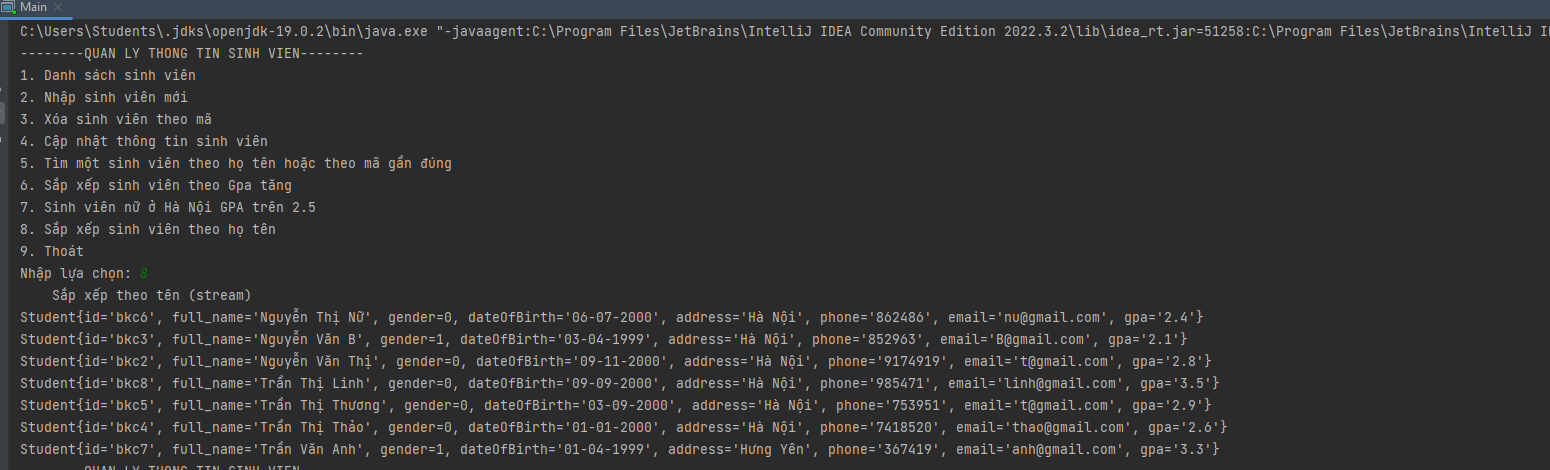 Main
C:\Users\Students\.jdks\openjdk-19.0.2\bin\java.exe "-javaagent:C:\Program Files\JetBrains\IntelliJ IDEA Community Edition 2022.3.2\lib\idea_rt.jar=51258:C:\Program Files\JetBrains\IntelliJ
--------QUAN LY THONG TIN SINH VIEN--------
1. Danh sách sinh viên
2. Nhập sinh viên mới
3. Xóa sinh viên theo mã
4. Cập nhật thông tin sinh viên
5. Tìm một sinh viên theo họ tên hoặc theo mã gần đúng
6. Sắp xếp sinh viên theo Gpa tăng
7. Sinh viên nữ ở Hà Nội GPA trên 2.5
8. Sắp xếp sinh viên theo họ tên
9. Thoát
Nhập lựa chọn: 8
Sắp xếp theo tên (stream)
Student{id='bkc6', full_name='Nguyễn Thị Nữ', gender=0, dateOfBirth='06-07-2000', address='Hà Nội', phone='862486', email='nu@gmail.com', gpa='2.4'}
Student{id='bkc3', full_name='Nguyễn Văn B', gender=1, dateOfBirth='03-04-1999', address='Hà Nội', phone='852963', email='B@gmail.com', gpa='2.1'}
Student{id='bkc2', full_name='Nguyễn Văn Thị', gender=0, dateOfBirth='09-11-2000', address='Hà Nội', phone='9174919', email='t@gmail.com', gpa='2.8'}
Student{id='bkc8', full_name='Trần Thị Linh', gender=0, dateOfBirth='09-09-2000', address='Hà Nội', phone='985471', email='linh@gmail.com', gpa='3.5'}
Student{id='bkc5', full_name='Trần Thị Thương', gender=0, dateOfBirth='03-09-2000', address='Hà Nội', phone='753951', email='t@gmail.com', gpa='2.9'}
Student{id='bkc4', full_name='Trần Thị Thảo', gender=0, dateOfBirth='01-01-2000', address='Hà Nội', phone='7418520', email='thao@gmail.com', gpa='2.6'}
Student{id='bkc7', full_name='Trần Văn Anh', gender=1, dateOfBirth='01-04-1999', address='Hưng Yên', phone='367419', email='anh@gmail.com', gpa='3.3'}
QUAN LY THONG TIN SINH VIEN